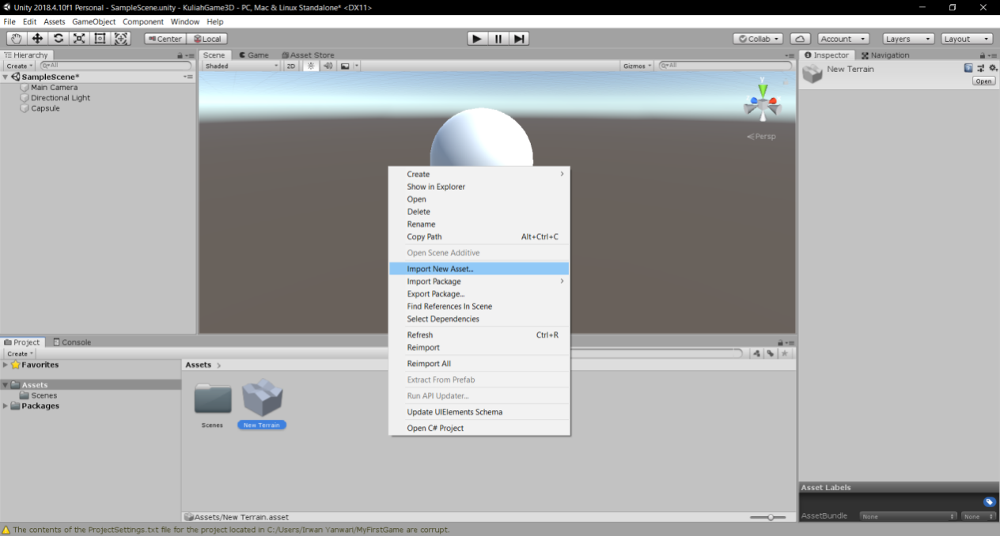 Unity 2018.4.10f1 Personal - SampleScene.unity - KuliahGame3D - PC, Mac & Linux Standalone* <DX11>
File Edit Assets GameObject Component Window Help
Center Local Collab Account Layers Layout
Hierarchy
Create All
SampleScene*
Main Camera
Directional Light
Capsule
Scene Game Asset Store
Shaded 2D Gizmos All
Y
Persp
Inspector Navigation
New Terrain
Open
Create
Show in Explorer
Open
Delete
Rename
Copy Path Alt+Ctrl+C
Open Scene Additive
Import New Asset...
Import Package
Export Package...
Find References In Scene
Select Dependencies
Refresh Ctrl+R
Reimport
Reimport All
Extract From Prefab
Run API Updater...
Update UIElements Schema
Open C# Project
Project Console
Create
Favorites
Assets
Scenes
Packages
Assets
Scenes
New Terrain
Assets/New Terrain.asset
Asset Labels
AssetBundle None None
The contents of the ProjectSettings.txt file for the project located in C:/Users/Irwan Yanwari/MyFirstGame are corrupt.